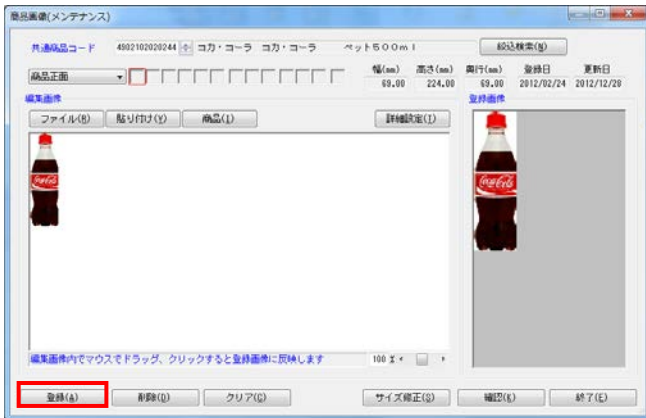 商品画像(メンテナンス)
共通商品コード 4902102020244 コカ・コーラ コカ・コーラ ペット500ml 絞込検索(N)
商品正面 幅(mm) 高さ(mm) 奥行(mm) 登録日 更新日
69.00 224.00 69.00 2012/02/24 2012/12/28
編集画像 登録画像
ファイル(R) 貼り付け(Y) 商品(I) 詳細設定(T)
Coca-Cola Coca-Cola
編集画像内でマウスでドラッグ、クリックすると登録画像に反映します 100 %
登録(A) 削除(D) クリア(C) サイズ修正(S) 確認(K) 終了(E)